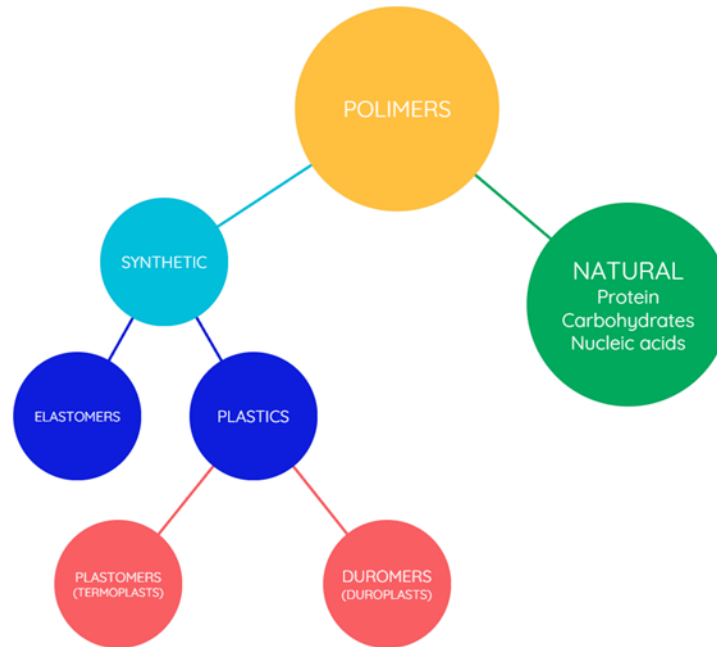 POLIMERS
SYNTHETIC
NATURAL
Protein
Carbohydrates
Nucleic acids
ELASTOMERS
PLASTICS
PLASTOMERS
(TERMOPLASTS)
DUROMERS
(DUROPLASTS)